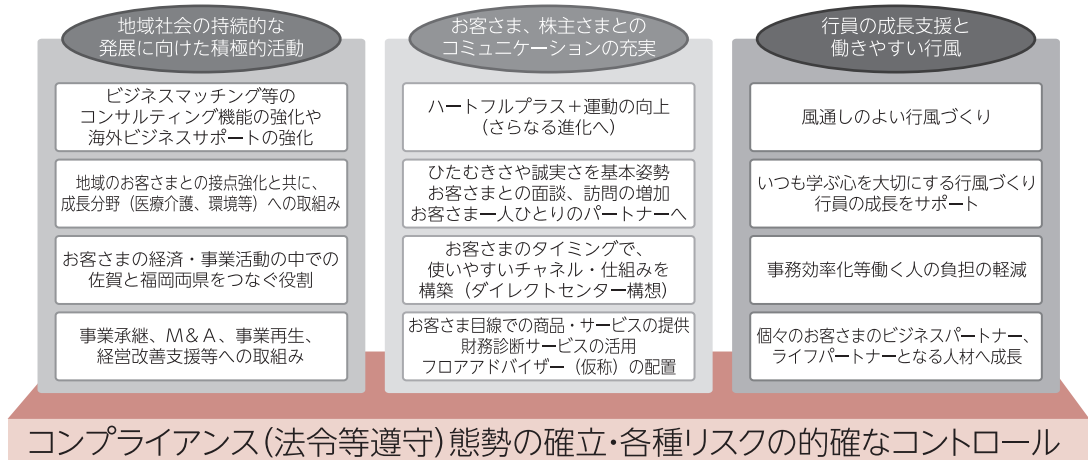 地域社会の持続的な
発展に向けた積極的活動
ビジネスマッチング等の
コンサルティング機能の強化や
海外ビジネスサポートの強化
地域のお客さまとの接点強化と共に、
成長分野（医療介護、環境等）への取組み
お客さまの経済・事業活動の中での
佐賀と福岡両県をつなぐ役割
事業承継、M&A、事業再生、
経営改善支援等への取組み
お客さま、株主さまとの
コミュニケーションの充実
ハートフルプラス＋運動の向上
（さらなる進化へ）
ひたむきさや誠実さを基本姿勢
お客さまとの面談、訪問の増加
お客さま一人ひとりのパートナーへ
お客さまのタイミングで、
使いやすいチャネル・仕組みを
構築（ダイレクトセンター構想）
お客さま目線での商品・サービスの提供
財務診断サービスの活用
フロアアドバイザー（仮称）の配置
行員の成長支援と
働きやすい行風
風通しのよい行風づくり
いつも学ぶ心を大切にする行風づくり
行員の成長をサポート
事務効率化等働く人の負担の軽減
個々のお客さまのビジネスパートナー、
ライフパートナーとなる人材へ成長
コンプライアンス（法令等遵守）態勢の確立・各種リスクの的確なコントロール